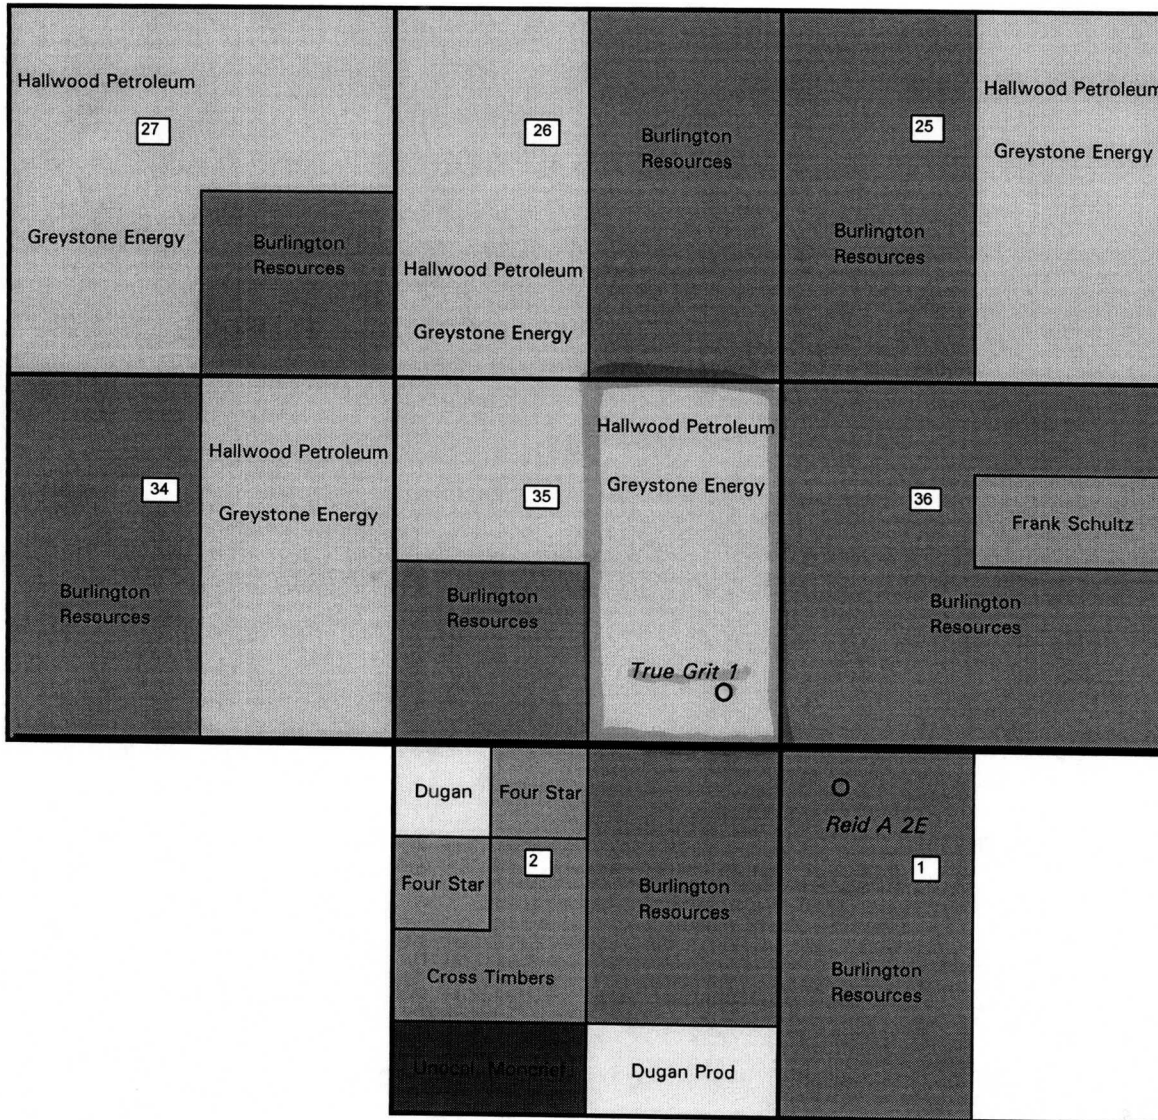 Hallwood Petroleum
27
Greystone Energy
Burlington
Resources
26
Hallwood Petroleum
Greystone Energy
Burlington
Resources
25
Burlington
Resources
Hallwood Petroleum
Greystone Energy
34
Burlington
Resources
Hallwood Petroleum
Greystone Energy
35
Burlington
Resources
Hallwood Petroleum
Greystone Energy
True Grit 1
36
Frank Schultz
Burlington
Resources
Dugan
Four Star
Four Star
2
Cross Timbers
Unocal, Moncrief
Burlington
Resources
Dugan Prod
Reid A 2E
1
Burlington
Resources